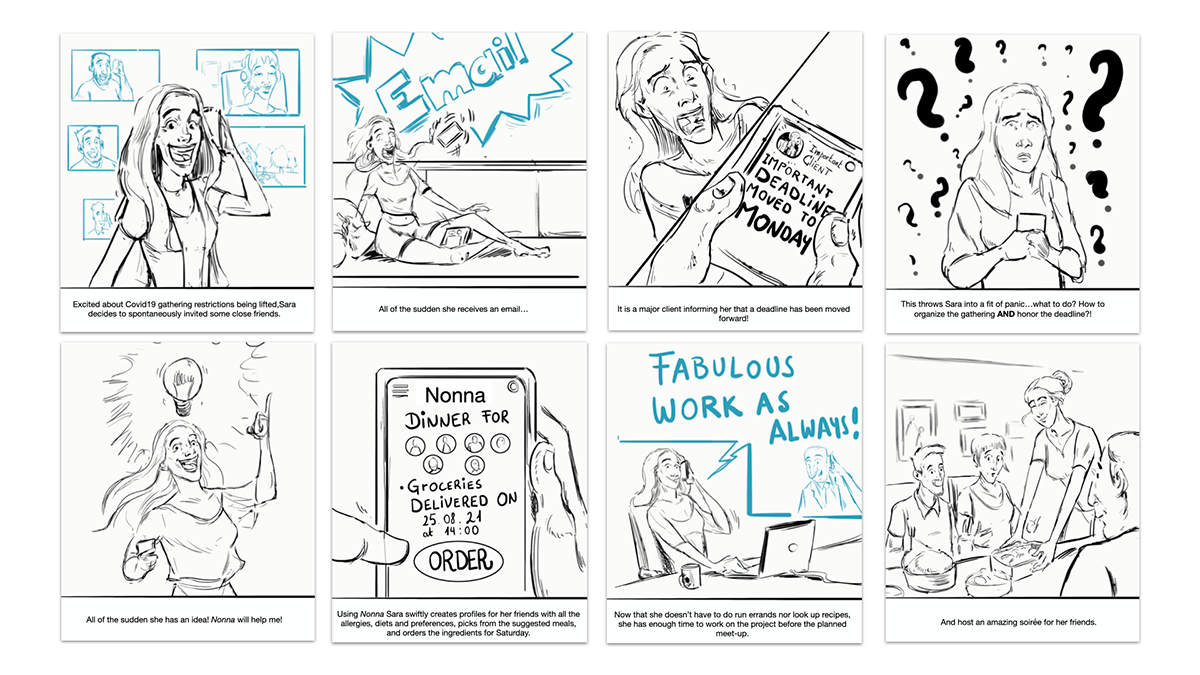 Excited about Covid19 gathering restrictions being lifted,Sara
decides to spontaneously invited some close friends.
Email
All of the sudden she receives an email…
Important
Client
IMPORTANT
DEADLINE
MOVED TO
MONDAY
It is a major client informing her that a deadline has been moved
forward!
? ? ? ? ? ? ? ? ? ? ? ? ? ? ? ?
This throws Sara into a fit of panic…what to do? How to
organize the gathering AND honor the deadline?!
All of the sudden she has an idea! Nonna will help me!
Nonna
DINNER FOR
• GROCERIES
DELIVERED ON
25.08.21
at 14:00
ORDER
Using Nonna Sara swiftly creates profiles for her friends with all the
allergies, diets and preferences, picks from the suggested meals,
and orders the ingredients for Saturday.
FABULOUS
WORK AS
ALWAYS!
Now that she doesn't have to do run errands nor look up recipes,
she has enough time to work on the project before the planned
meet-up.
And host an amazing soirée for her friends.